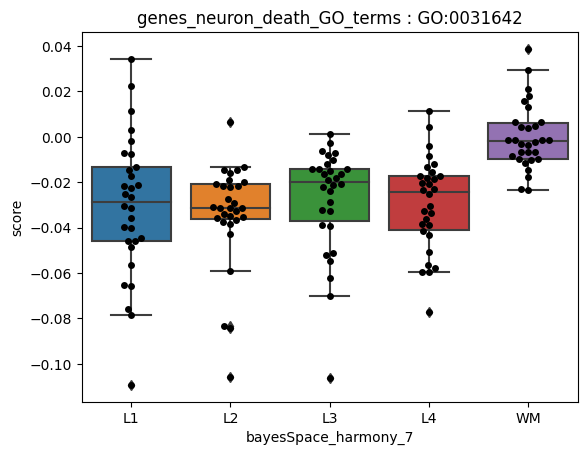 genes_neuron_death_GO_terms : GO:0031642
0.04
0.02
0.00
−0.02
−0.04
−0.06
−0.08
−0.10
score
L1 L2 L3 L4 WM
bayesSpace_harmony_7